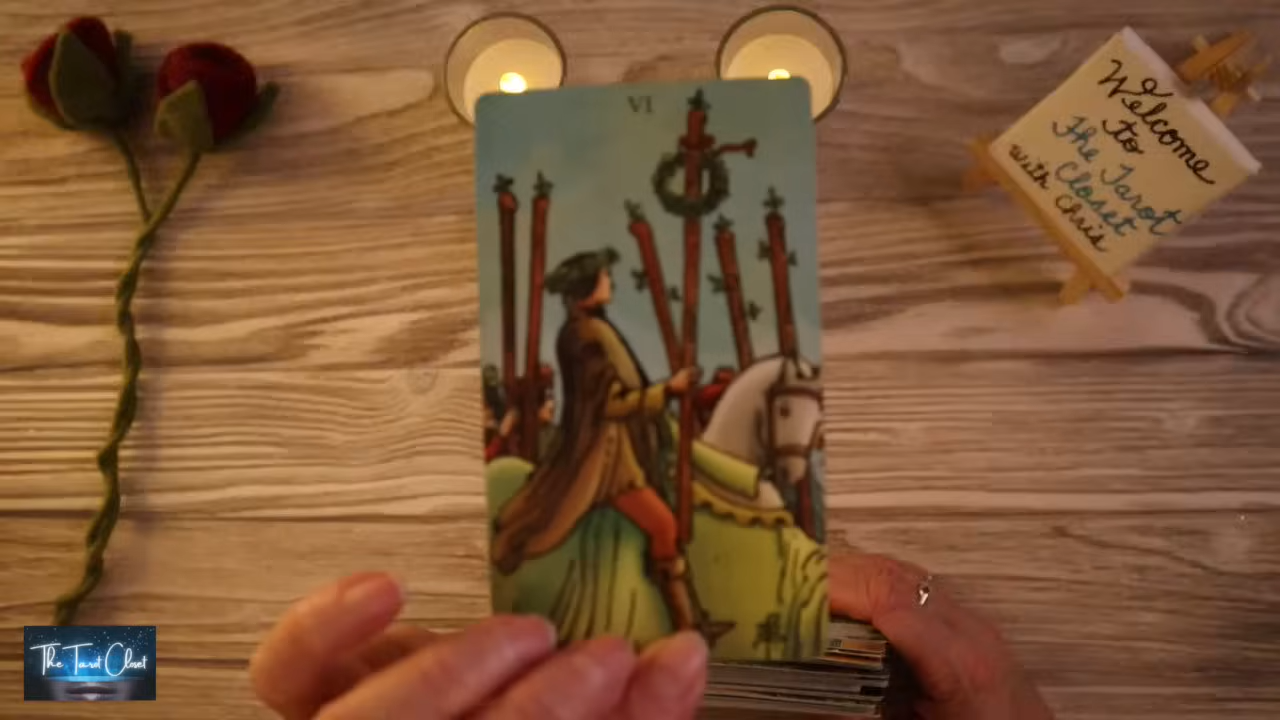 VI
Welcome
To
The Tarot
Closet
with Chris
The Tarot Closet